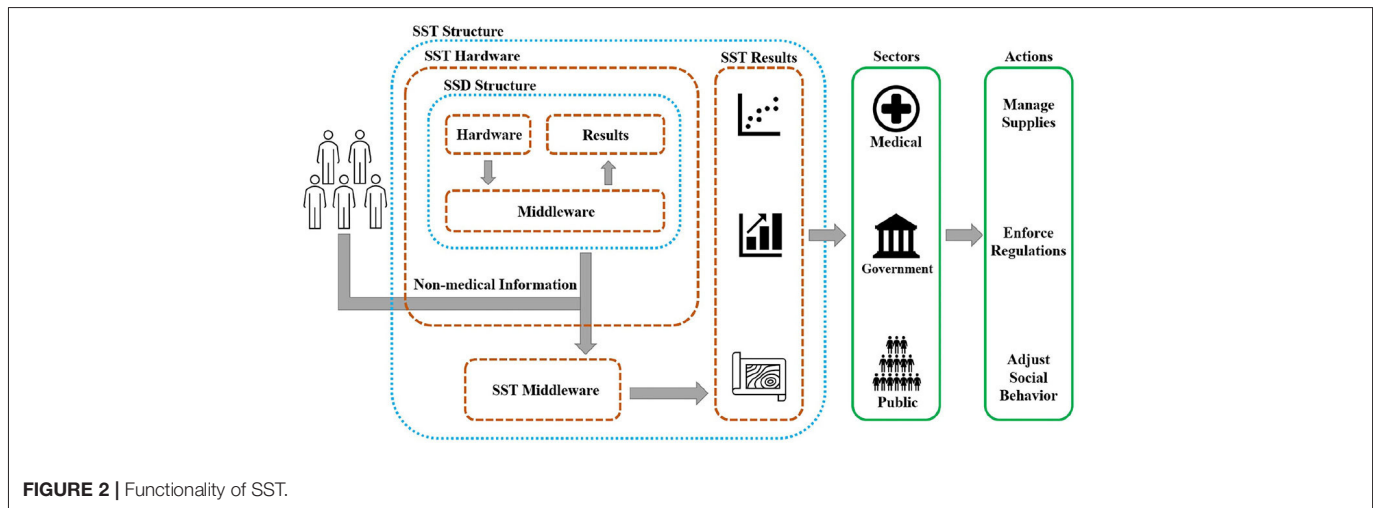 SST Structure
SST Hardware
SSD Structure
Hardware
Results
Middleware
Non-medical Information
SST Middleware
SST Results
Sectors
Medical
Government
Public
Actions
Manage
Supplies
Enforce
Regulations
Adjust
Social
Behavior
FIGURE 2 | Functionality of SST.